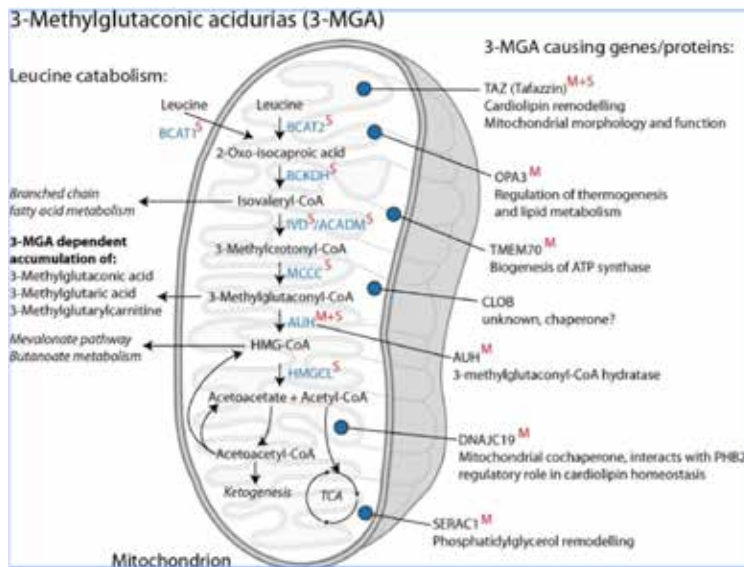 3-Methylglutaconic acidurias (3-MGA)
Leucine catabolism:
Leucine
Leucine
BCAT1S
BCAT2S
2-Oxo-isocaproic acid
BCKDHS
Branched chain
fatty acid metabolism
Isovaleryl-CoA
IVDS/ACADMS
3-MGA dependent
accumulation of:
3-Methylglutaconic acid
3-Methylglutaric acid
3-Methylglutarylcarnitine
3-Methylcrotonyl-CoA
MCCCS
3-Methylglutaconyl-CoA
AUHM+S
Mevalonate pathway
Butanoate metabolism
HMG-CoA
HMGCLS
Acetoacetate + Acetyl-CoA
Acetoacetyl-CoA
Ketogenesis
TCA
Mitochondrion
3-MGA causing genes/proteins:
TAZ (Tafazzin)M+S
Cardiolipin remodelling
Mitochondrial morphology and function
OPA3M
Regulation of thermogenesis
and lipid metabolism
TMEM70M
Biogenesis of ATP synthase
CLOB
unknown, chaperone?
AUHM
3-methylglutaconyl-CoA hydratase
DNAJC19M
Mitochondrial cochaperone, interacts with PHB2
regulatory role in cardiolipin homeostasis
SERAC1M
Phosphatidylglycerol remodelling